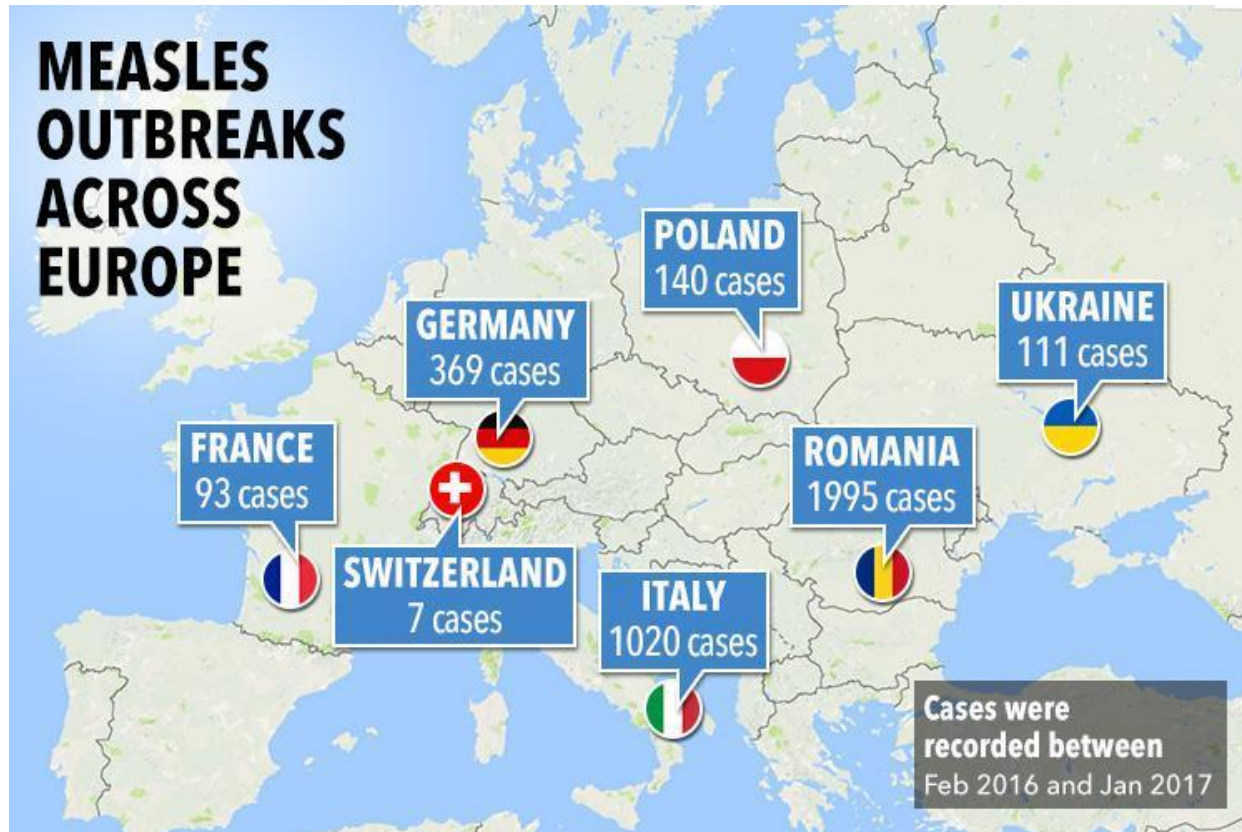 MEASLES
OUTBREAKS
ACROSS
EUROPE
POLAND
140 cases
UKRAINE
111 cases
GERMANY
369 cases
FRANCE
93 cases
ROMANIA
1995 cases
SWITZERLAND
7 cases
ITALY
1020 cases
Cases were
recorded between
Feb 2016 and Jan 2017